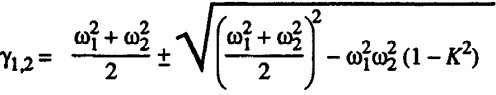 γ₁,₂ = (ω₁² + ω₂²)/2 ± √(((ω₁² + ω₂²)/2)² − ω₁²ω₂² (1 − K²))